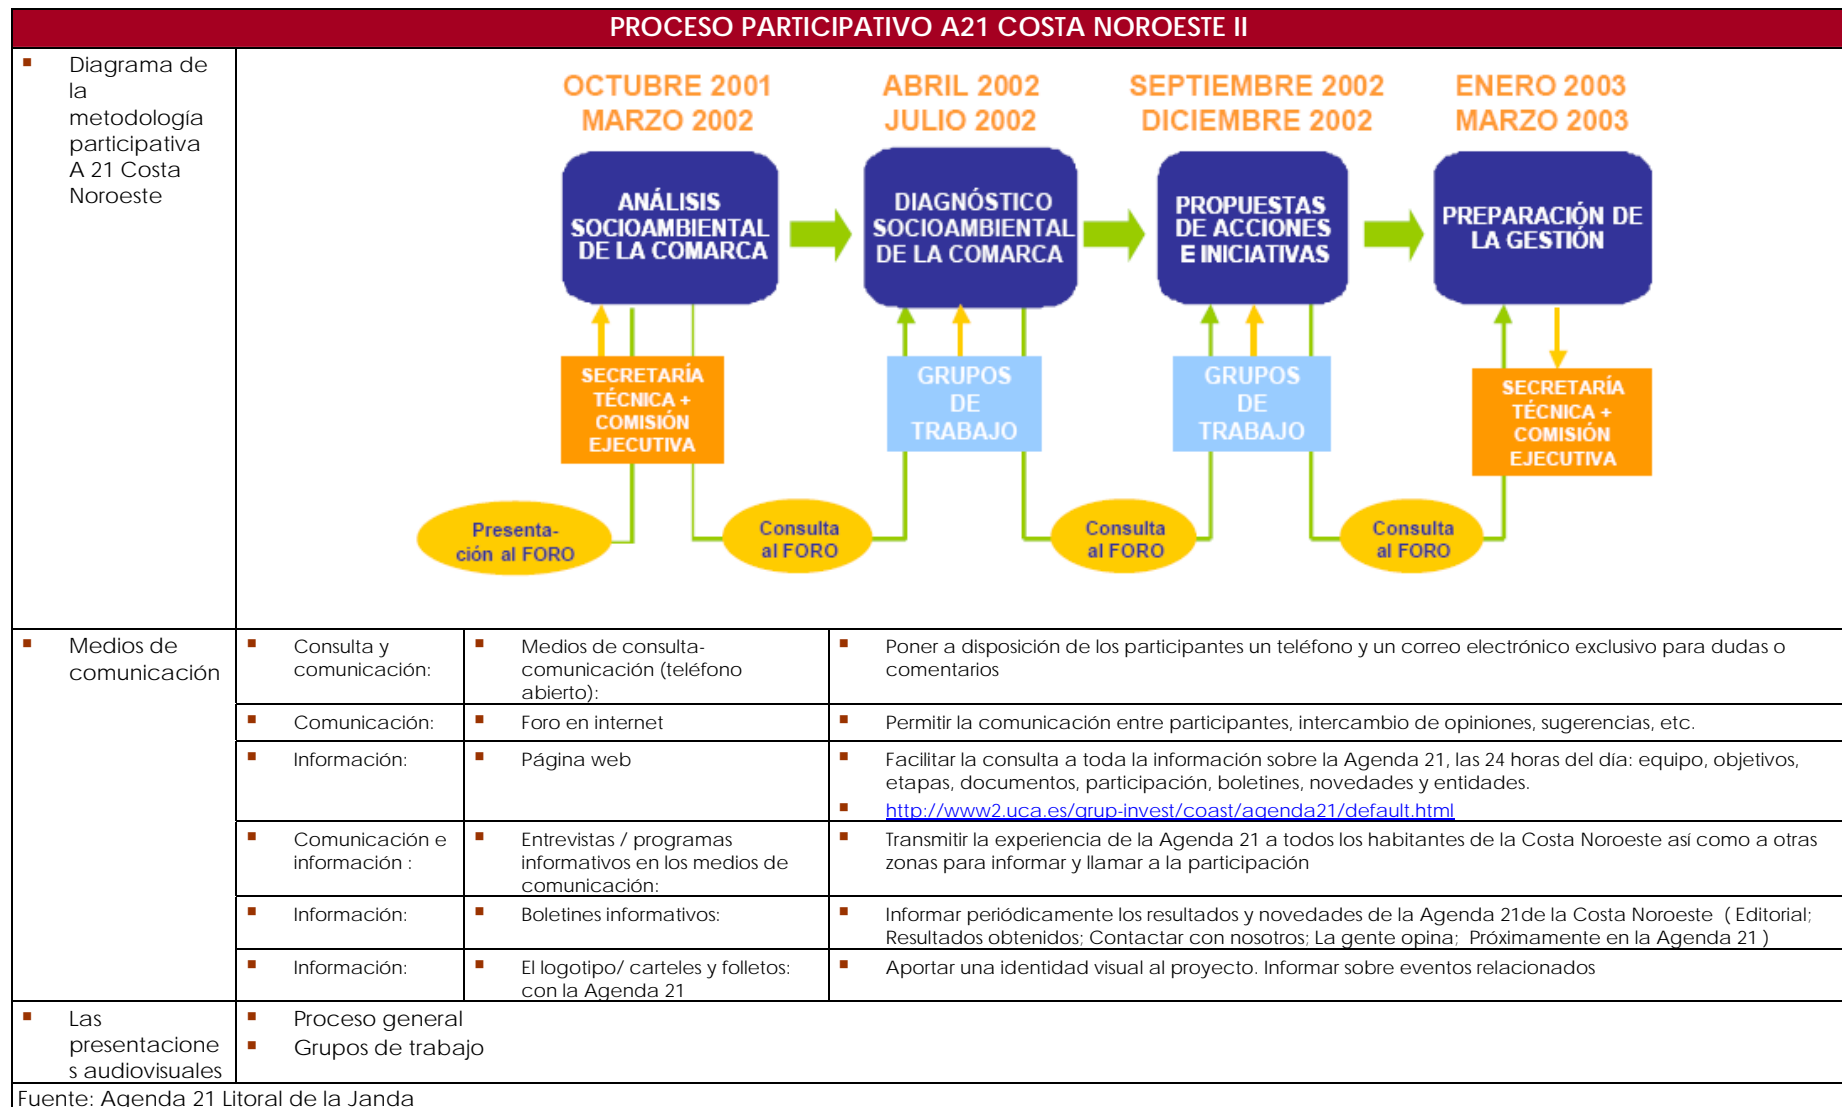 PROCESO PARTICIPATIVO A21 COSTA NOROESTE II
Diagrama de
la
metodología
participativa
A 21 Costa
Noroeste
OCTUBRE 2001
MARZO 2002
ABRIL 2002
JULIO 2002
SEPTIEMBRE 2002
DICIEMBRE 2002
ENERO 2003
MARZO 2003
ANÁLISIS
SOCIOAMBIENTAL
DE LA COMARCA
DIAGNÓSTICO
SOCIOAMBIENTAL
DE LA COMARCA
PROPUESTAS
DE ACCIONES
E INICIATIVAS
PREPARACIÓN DE
LA GESTIÓN
SECRETARÍA
TÉCNICA +
COMISIÓN
EJECUTIVA
GRUPOS
DE
TRABAJO
GRUPOS
DE
TRABAJO
SECRETARÍA
TÉCNICA +
COMISIÓN
EJECUTIVA
Presenta-
ción al FORO
Consulta
al FORO
Consulta
al FORO
Consulta
al FORO
Medios de
comunicación
Consulta y
comunicación:
Medios de consulta-
comunicación (teléfono
abierto):
Poner a disposición de los participantes un teléfono y un correo electrónico exclusivo para dudas o
comentarios
Comunicación:
Foro en internet
Permitir la comunicación entre participantes, intercambio de opiniones, sugerencias, etc.
Información:
Página web
Facilitar la consulta a toda la información sobre la Agenda 21, las 24 horas del día: equipo, objetivos,
etapas, documentos, participación, boletines, novedades y entidades.
http://www2.uca.es/grup-invest/coast/agenda21/default.html
Comunicación e
información :
Entrevistas / programas
informativos en los medios de
comunicación:
Transmitir la experiencia de la Agenda 21 a todos los habitantes de la Costa Noroeste así como a otras
zonas para informar y llamar a la participación
Información:
Boletines informativos:
Informar periódicamente los resultados y novedades de la Agenda 21de la Costa Noroeste ( Editorial;
Resultados obtenidos; Contactar con nosotros; La gente opina; Próximamente en la Agenda 21 )
Información:
El logotipo/ carteles y folletos:
con la Agenda 21
Aportar una identidad visual al proyecto. Informar sobre eventos relacionados
Las
presentacione
s audiovisuales
Proceso general
Grupos de trabajo
Fuente: Agenda 21 Litoral de la Janda